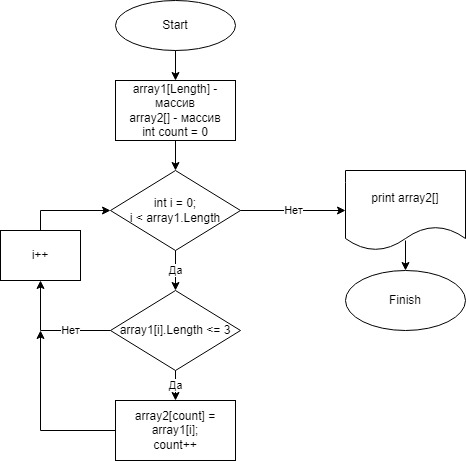 Start
array1[Length] -
массив
array2[] - массив
int count = 0
int i = 0;
i < array1.Length
Нет
print array2[]
i++
Да
Finish
array1[i].Length <= 3
Нет
Да
array2[count] =
array1[i];
count++